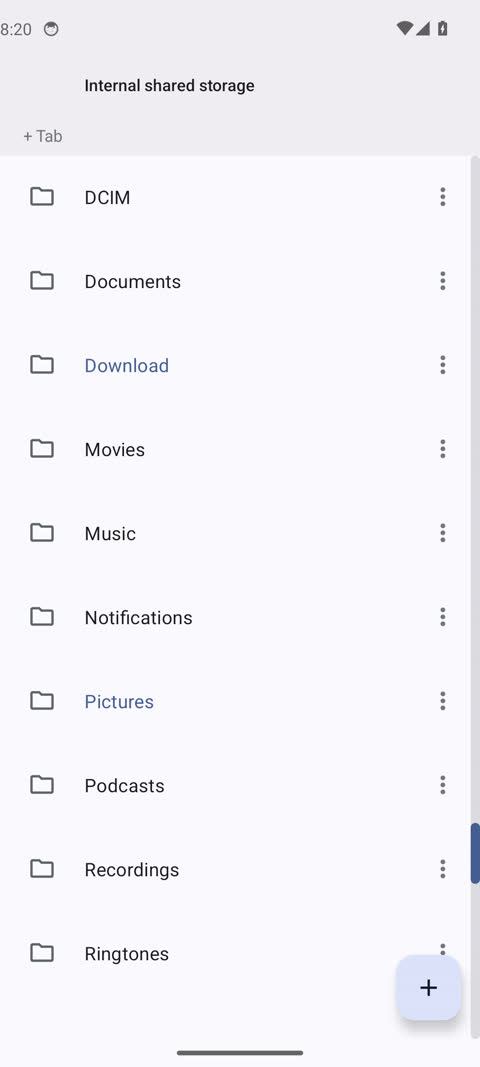 8:20
Internal shared storage
+ Tab
DCIM
Documents
Download
Movies
Music
Notifications
Pictures
Podcasts
Recordings
Ringtones